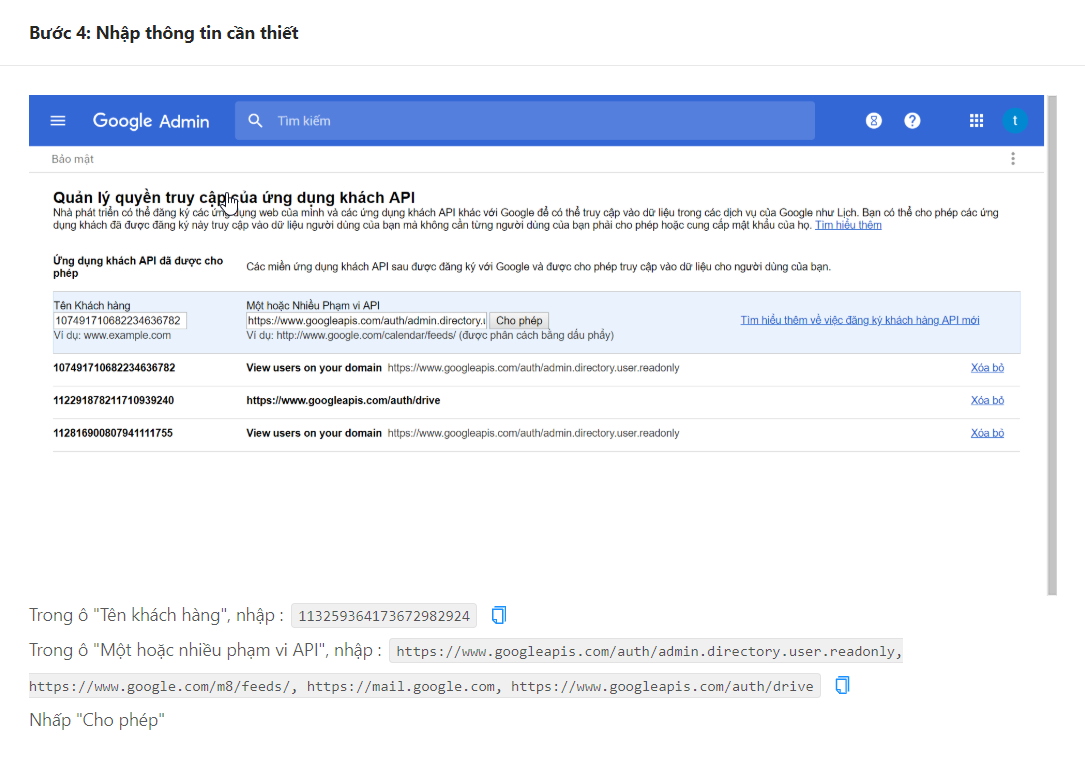 Bước 4: Nhập thông tin cần thiết
Google Admin
Tìm kiếm
t
Bảo mật
Quản lý quyền truy cập của ứng dụng khách API
Nhà phát triển có thể đăng ký các ứng dụng web của mình và các ứng dụng khách API khác với Google để có thể truy cập vào dữ liệu trong các dịch vụ của Google như Lịch. Bạn có thể cho phép các ứng
dụng khách đã được đăng ký này truy cập vào dữ liệu người dùng của bạn mà không cần từng người dùng của bạn phải cho phép hoặc cung cấp mật khẩu của họ. Tìm hiểu thêm
Ứng dụng khách API đã được cho
phép
Các miền ứng dụng khách API sau được đăng ký với Google và được cho phép truy cập vào dữ liệu cho người dùng của bạn.
Tên Khách hàng Một hoặc Nhiều Phạm vi API
107491710682234636782 https://www.googleapis.com/auth/admin.directory.u Cho phép Tìm hiểu thêm về việc đăng ký khách hàng API mới
Ví dụ: www.example.com Ví dụ: http://www.google.com/calendar/feeds/ (được phân cách bằng dấu phẩy)
107491710682234636782 View users on your domain https://www.googleapis.com/auth/admin.directory.user.readonly Xóa bỏ
112291878211710939240 https://www.googleapis.com/auth/drive Xóa bỏ
112816900807941111755 View users on your domain https://www.googleapis.com/auth/admin.directory.user.readonly Xóa bỏ
Trong ô "Tên khách hàng", nhập : 113259364173672982924
Trong ô "Một hoặc nhiều phạm vi API", nhập : https://www.googleapis.com/auth/admin.directory.user.readonly,
https://www.google.com/m8/feeds/, https://mail.google.com, https://www.googleapis.com/auth/drive
Nhấp "Cho phép"